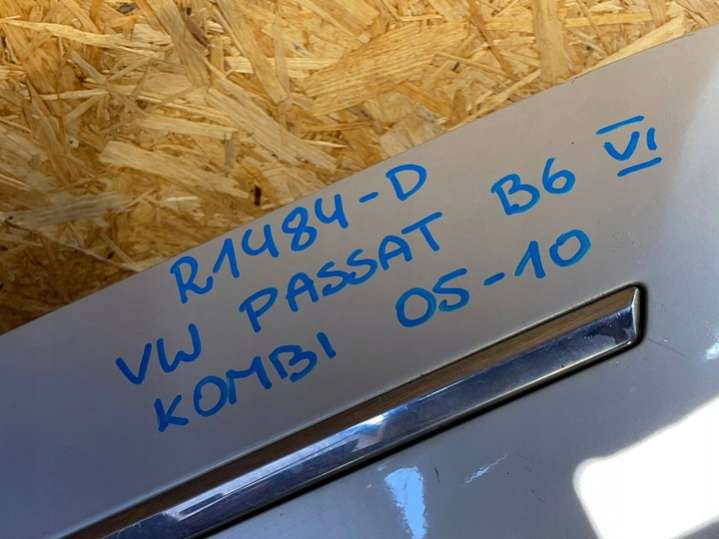 R1484-D
VW PASSAT B6 VI
KOMBI 05-10